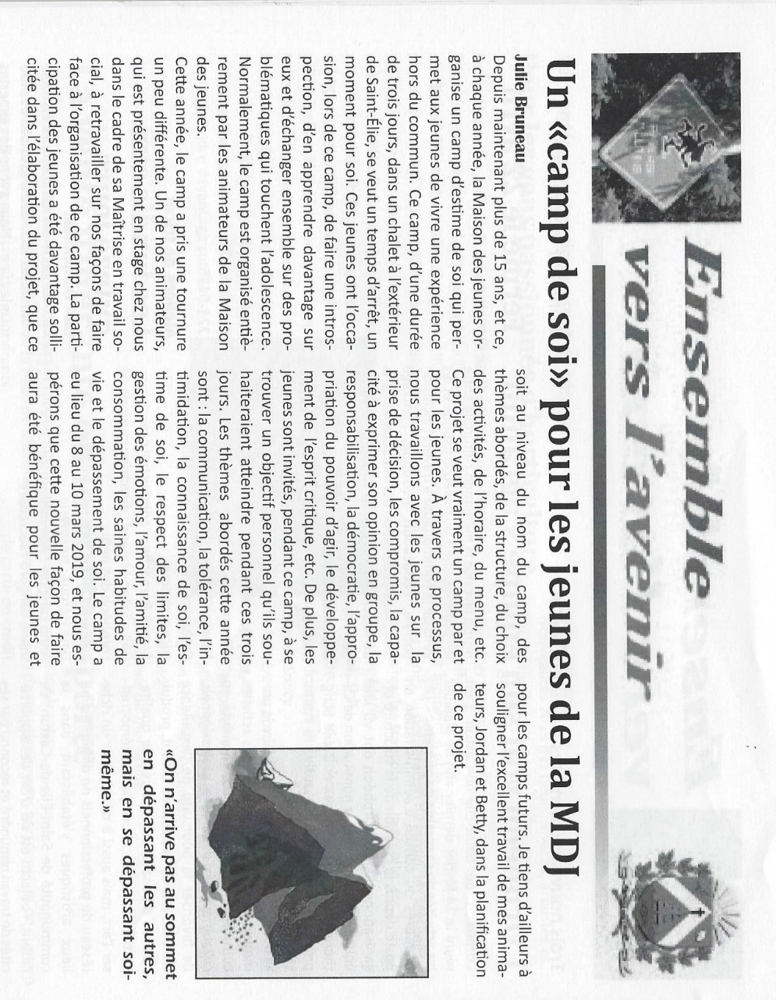 Ensemble
vers l'avenir
Un «camp de soi» pour les jeunes de la MDJ
Julie Bruneau
Depuis maintenant plus de 15 ans, et ce,
à chaque année, la Maison des jeunes or-
ganise un camp d'estime de soi qui per-
met aux jeunes de vivre une expérience
hors du commun. Ce camp, d'une durée
de trois jours, dans un chalet à l'extérieur
de Saint-Élie, se veut un temps d'arrêt, un
moment pour soi. Ces jeunes ont l'occa-
sion, lors de ce camp, de faire une intros-
pection, d'en apprendre davantage sur
eux et d'échanger ensemble sur des pro-
blématiques qui touchent l'adolescence.
Normalement, le camp est organisé entiè-
rement par les animateurs de la Maison
des jeunes.
Cette année, le camp a pris une tournure
un peu différente. Un de nos animateurs,
qui est présentement en stage chez nous
dans le cadre de sa Maîtrise en travail so-
cial, à retravailler sur nos façons de faire
face à l'organisation de ce camp. La parti-
cipation des jeunes a été davantage solli-
citée dans l'élaboration du projet, que ce
soit au niveau du nom du camp, des
thèmes abordés, de la structure, du choix
des activités, de l'horaire, du menu, etc.
Ce projet se veut vraiment un camp par et
pour les jeunes. À travers ce processus,
nous travaillons avec les jeunes sur la
prise de décision, les compromis, la capa-
cité à exprimer son opinion en groupe, la
responsabilisation, la démocratie, l'appro-
priation du pouvoir d'agir, le développe-
ment de l'esprit critique, etc. De plus, les
jeunes sont invités, pendant ce camp, à se
trouver un objectif personnel qu'ils sou-
haiteraient atteindre pendant ces trois
jours. Les thèmes abordés cette année
sont : la communication, la tolérance, l'in-
timidation, la connaissance de soi, l'es-
time de soi, le respect des limites, la
gestion des émotions, l'amour, l'amitié, la
consommation, les saines habitudes de
vie et le dépassement de sol. Le camp a
eu lieu du 8 au 10 mars 2019, et nous es-
pérons que cette nouvelle façon de faire
aura été bénéfique pour les jeunes et
pour les camps futurs. Je tiens d'ailleurs à
souligner l'excellent travail de mes anima-
teurs, Jordan et Betty, dans la planification
de ce projet.
«On n'arrive pas au sommet
en dépassant les autres,
mais en se dépassant soi-
même.»